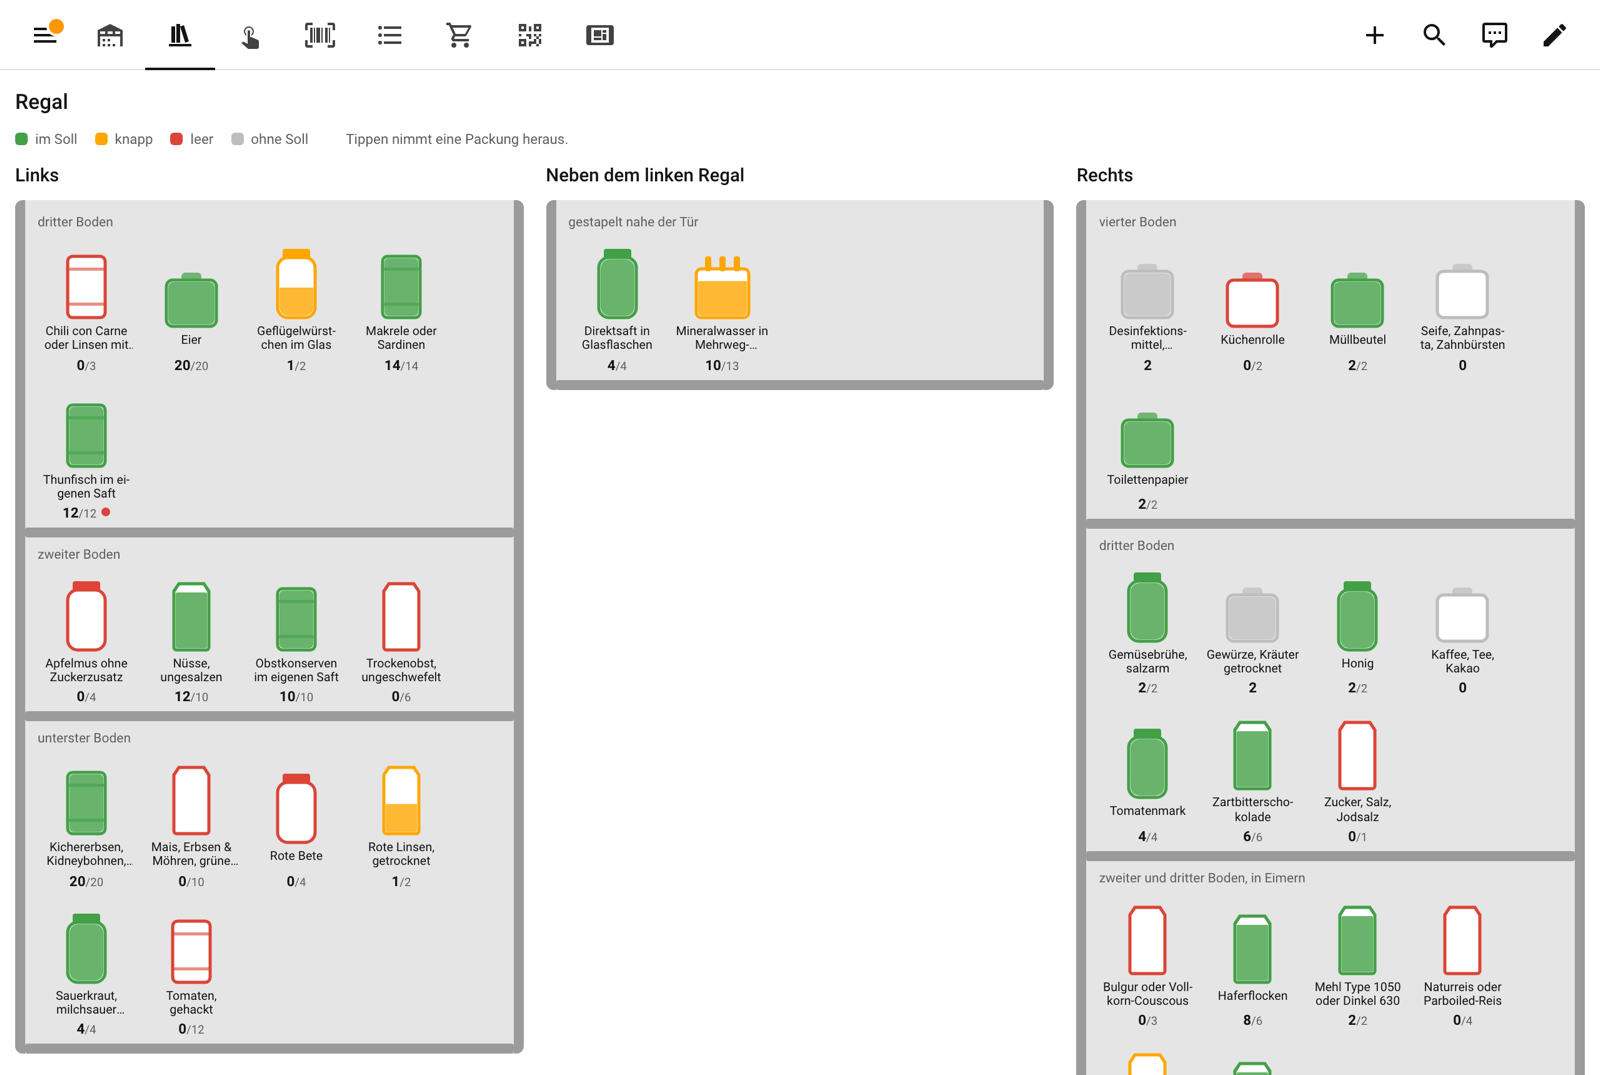 Regal
im Soll
knapp
leer
ohne Soll
Tippen nimmt eine Packung heraus.
Links
dritter Boden
Chili con Carne
oder Linsen mit..
0/3
Eier
20/20
Geflügelwürst-
chen im Glas
1/2
Makrele oder
Sardinen
14/14
Thunfisch im ei-
genen Saft
12/12
zweiter Boden
Apfelmus ohne
Zuckerzusatz
0/4
Nüsse,
ungesalzen
12/10
Obstkonserven
im eigenen Saft
10/10
Trockenobst,
ungeschwefelt
0/6
unterster Boden
Kichererbsen,
Kidneybohnen,..
20/20
Mais, Erbsen &
Möhren, grüne…
0/10
Rote Bete
0/4
Rote Linsen,
getrocknet
1/2
Sauerkraut,
milchsauer…
4/4
Tomaten,
gehackt
0/12
Neben dem linken Regal
gestapelt nahe der Tür
Direktsaft in
Glasflaschen
4/4
Mineralwasser in
Mehrweg-…
10/13
Rechts
vierter Boden
Desinfektions-
mittel,…
2
Küchenrolle
0/2
Müllbeutel
2/2
Seife, Zahnpas-
ta, Zahnbürsten
0
Toilettenpapier
2/2
dritter Boden
Gemüsebrühe,
salzarm
2/2
Gewürze, Kräuter
getrocknet
2
Honig
2/2
Kaffee, Tee,
Kakao
0
Tomatenmark
4/4
Zartbitterscho-
kolade
6/6
Zucker, Salz,
Jodsalz
0/1
zweiter und dritter Boden, in Eimern
Bulgur oder Voll-
korn-Couscous
0/3
Haferflocken
8/6
Mehl Type 1050
oder Dinkel 630
2/2
Naturreis oder
Parboiled-Reis
0/4